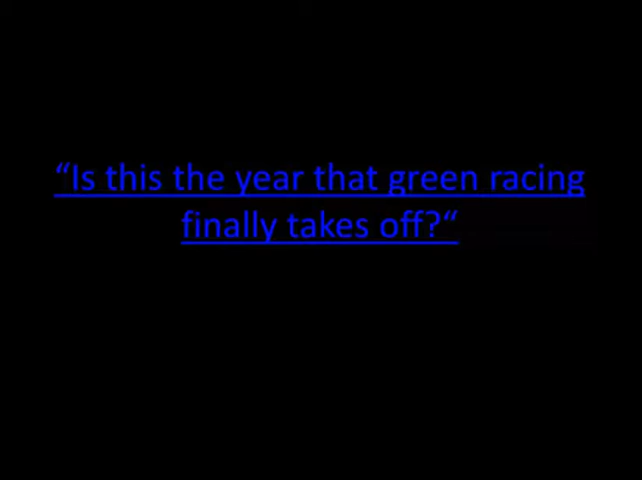 “Is this the year that green racing
finally takes off?“